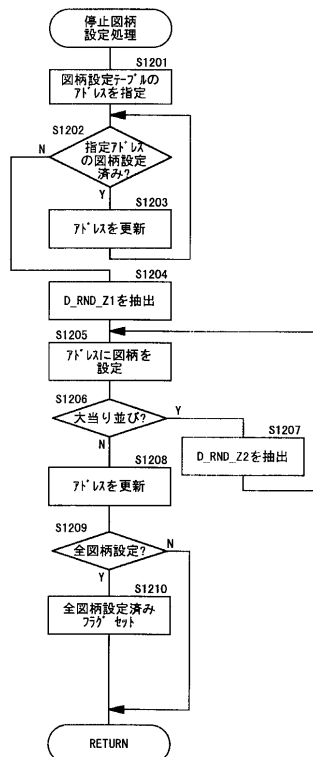 停止図柄
設定処理
S1201
図柄設定テーブルの
アドレスを指定
S1202
N
指定アドレス
の図柄設定
済み?
Y
S1203
アドレスを更新
S1204
D_RND_Z1を抽出
S1205
アドレスに図柄を
設定
S1206
大当り並び?
Y
N
S1207
D_RND_Z2を抽出
S1208
アドレスを更新
S1209
全図柄設定?
N
Y
S1210
全図柄設定済み
フラグセット
RETURN